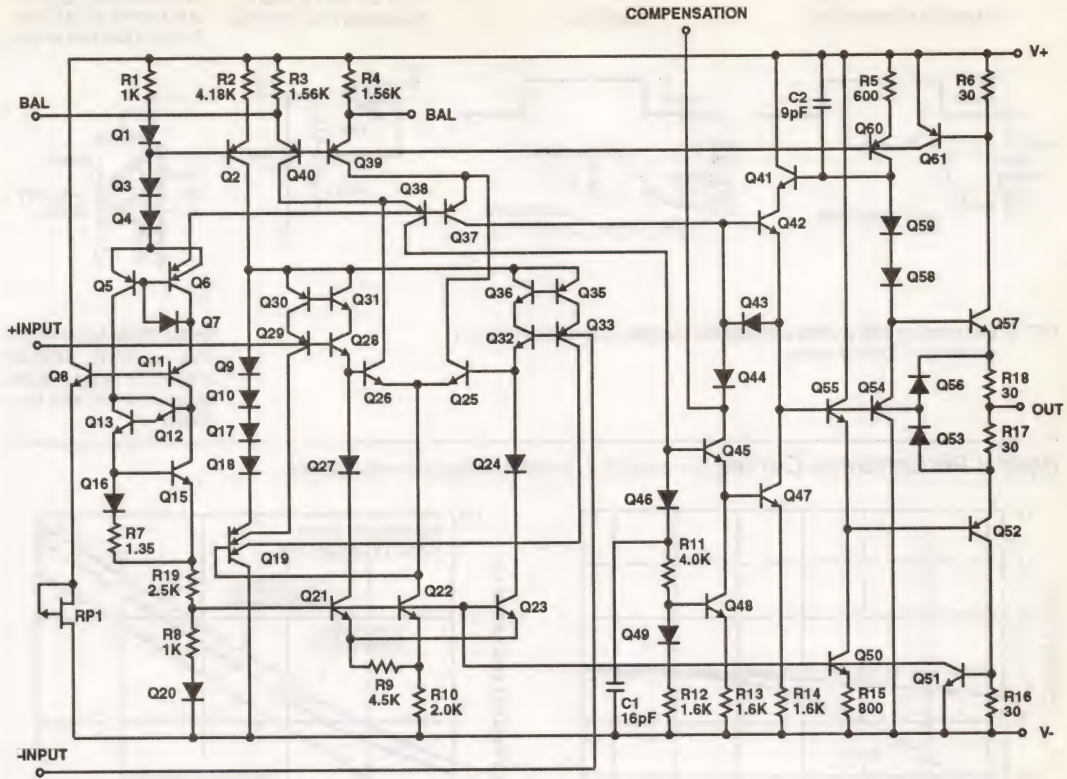 COMPENSATION
V+
R1
1K
R2
4.18K
R3
1.56K
R4
1.56K
C2
9pF
R5
600
R6
30
BAL
BAL
Q1
Q2
Q40
Q39
Q60
Q61
Q3
Q4
Q38
Q37
Q41
Q42
Q59
Q58
Q5
Q6
Q7
Q30
Q31
Q36
Q35
Q43
Q57
+INPUT
Q29
Q28
Q32
Q33
Q8
Q11
Q9
Q10
Q26
Q25
Q44
Q55
Q54
Q56
R18
30
OUT
Q13
Q12
Q17
Q18
Q27
Q24
Q45
Q53
R17
30
Q16
Q15
Q46
Q47
R7
1.35
Q19
R11
4.0K
Q52
R19
2.5K
RP1
Q21
Q22
Q23
Q48
R8
1K
Q49
Q20
R9
4.5K
R10
2.0K
C1
16pF
R12
1.6K
R13
1.6K
R14
1.6K
Q50
R15
800
Q51
R16
30
V-
-INPUT